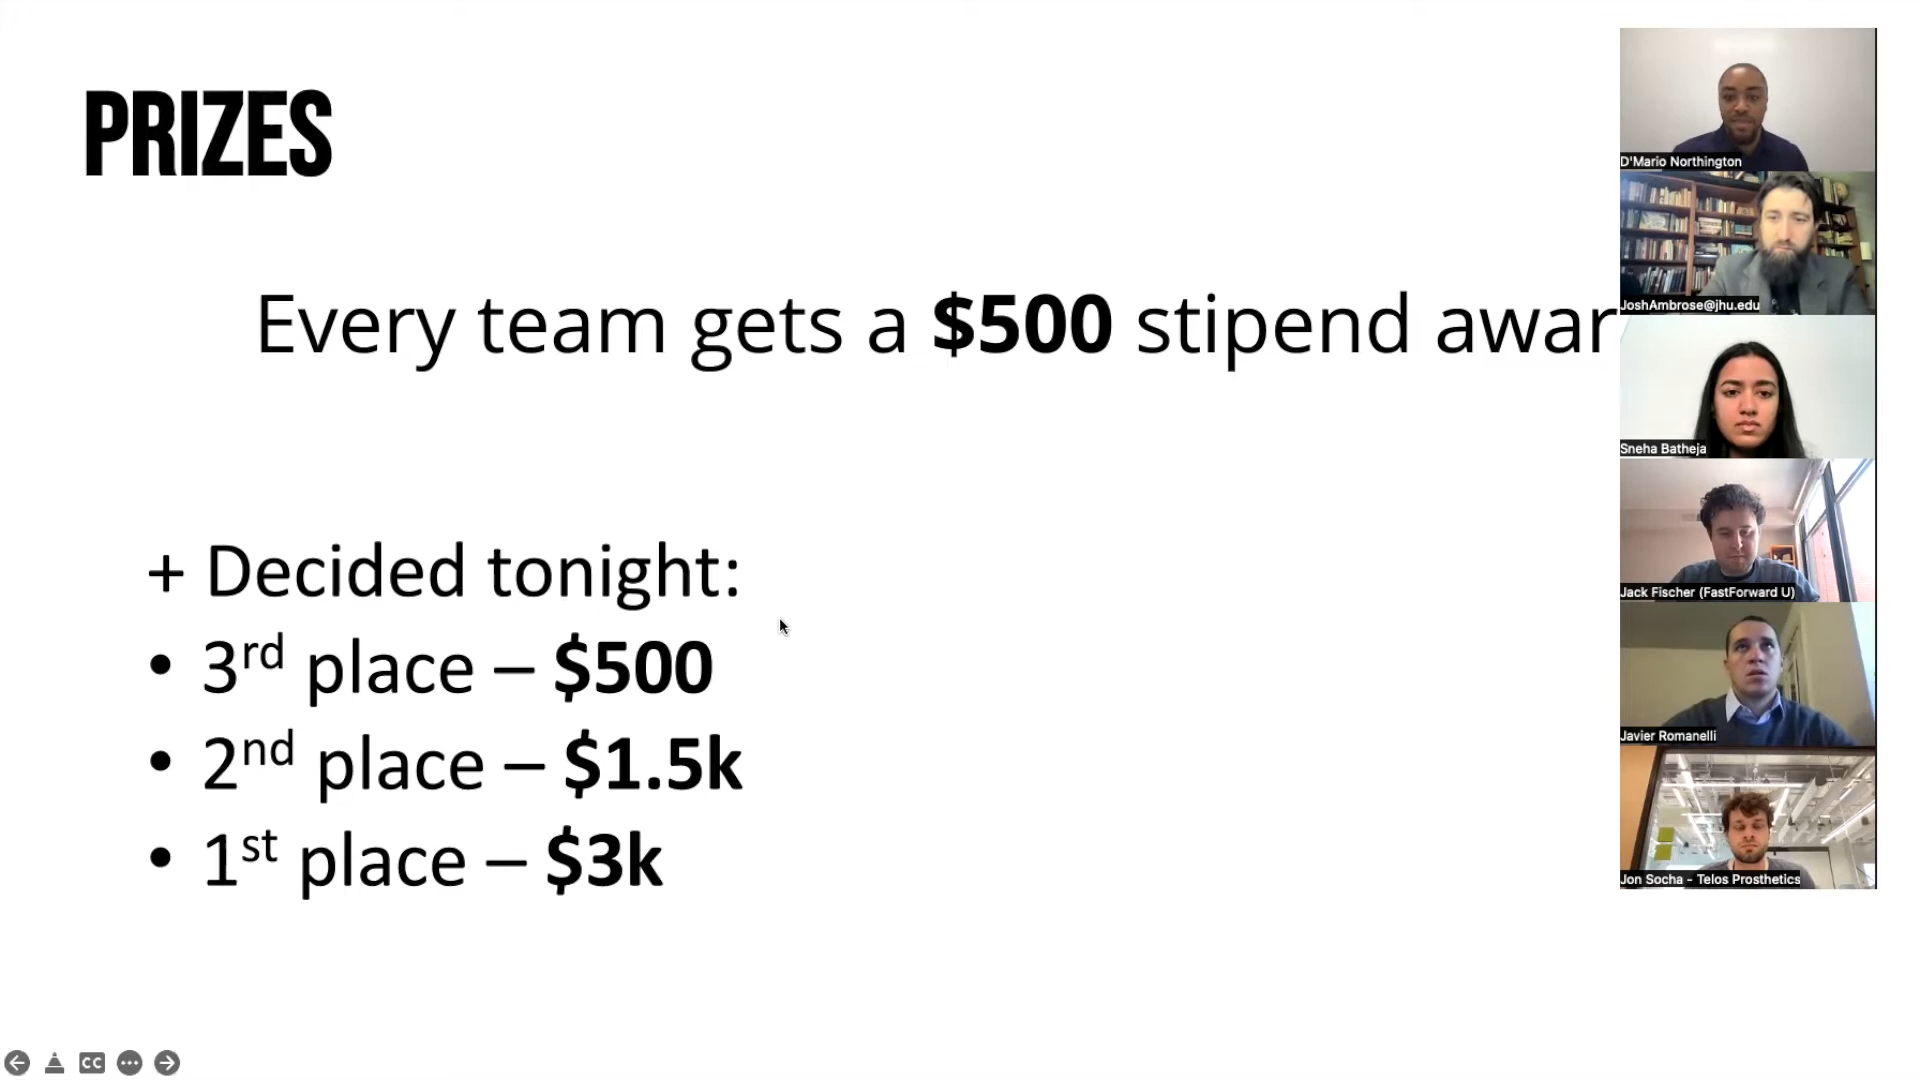 PRIZES
Every team gets a $500 stipend awar
+ Decided tonight:
• 3rd place – $500
• 2nd place – $1.5k
• 1st place – $3k
D'Mario Northington
JoshAmbrose@jhu.edu
Sneha Batheja
Jack Fischer (FastForward U)
Javier Romanelli
Jon Socha - Telos Prosthetics
CC